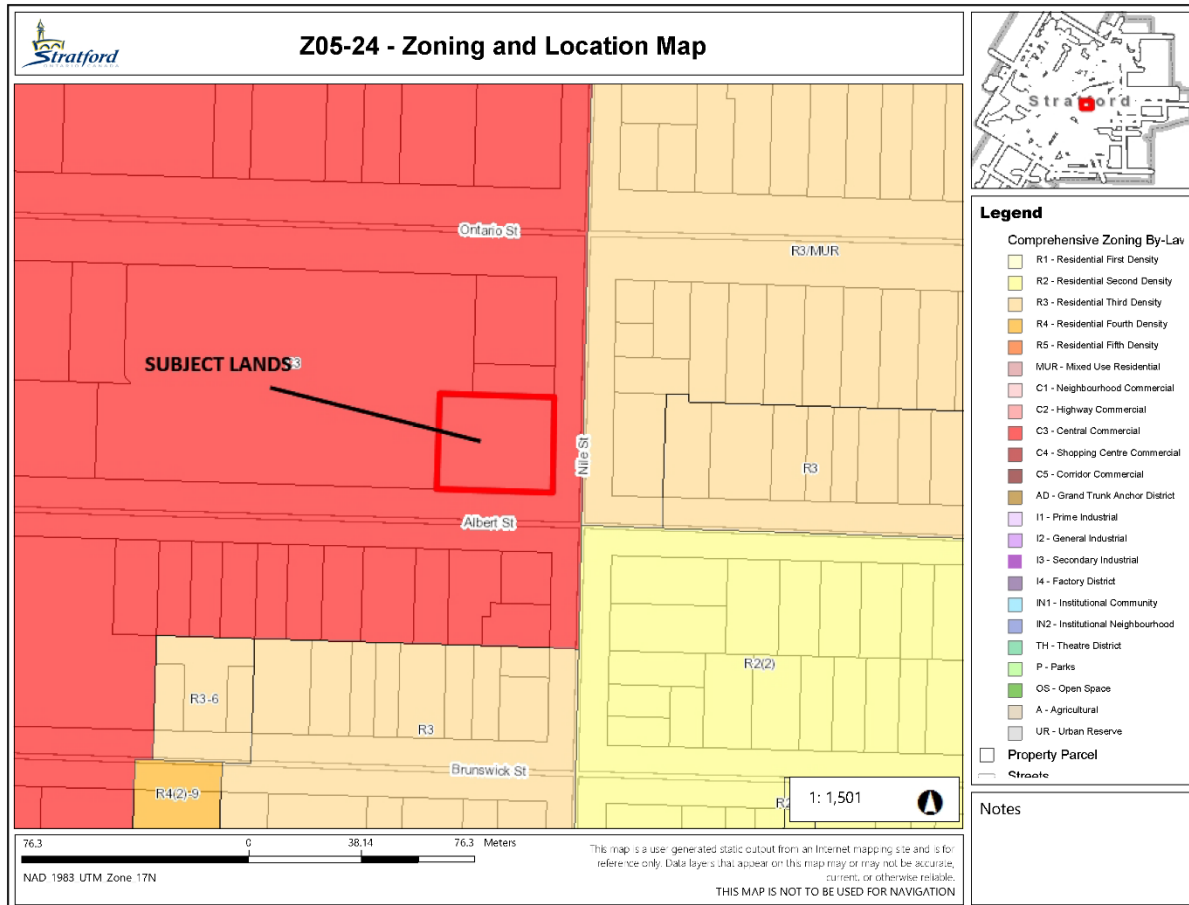 Stratford
ONTARIO CANADA
Z05-24 - Zoning and Location Map
Stratford
Ontario St
R3/MUR
SUBJECT LANDS
Nile St
R3
Albert St
R2(2)
R3-6
R3
Brunswick St
R4(2)-9
1: 1,501
Legend
Comprehensive Zoning By-Law
R1 - Residential First Density
R2 - Residential Second Density
R3 - Residential Third Density
R4 - Residential Fourth Density
R5 - Residential Fifth Density
MUR - Mixed Use Residential
C1 - Neighbourhood Commercial
C2 - Highway Commercial
C3 - Central Commercial
C4 - Shopping Centre Commercial
C5 - Corridor Commercial
AD - Grand Trunk Anchor District
I1 - Prime Industrial
I2 - General Industrial
I3 - Secondary Industrial
I4 - Factory District
IN1 - Institutional Community
IN2 - Institutional Neighbourhood
TH - Theatre District
P - Parks
OS - Open Space
A - Agricultural
UR - Urban Reserve
Property Parcel
Streets
Notes
76.3 0 38.14 76.3 Meters
NAD 1983 UTM Zone 17N
This map is a user generated static output from an Internet mapping site and is for
reference only. Data layers that appear on this map may or may not be accurate,
current, or otherwise reliable.
THIS MAP IS NOT TO BE USED FOR NAVIGATION